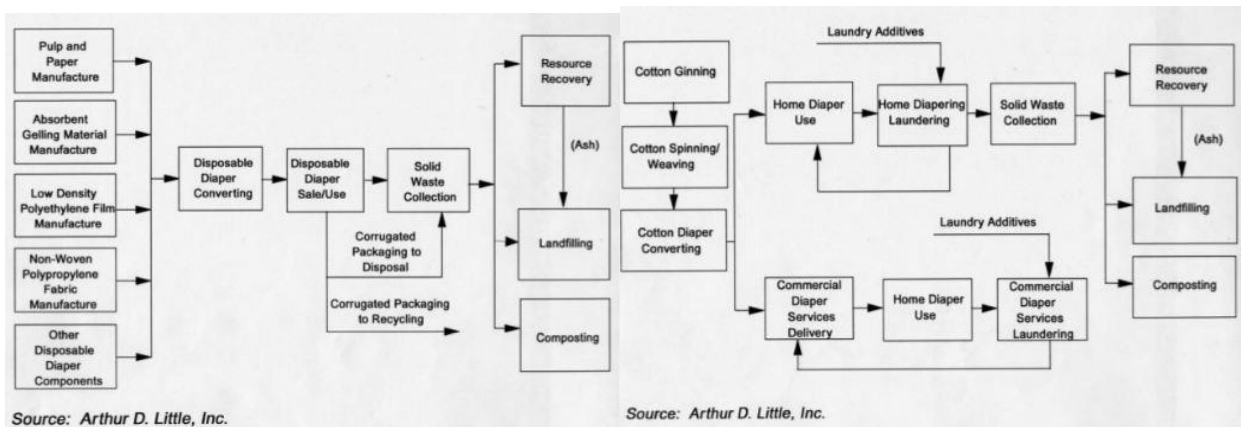 Pulp and
Paper
Manufacture
Absorbent
Gelling Material
Manufacture
Low Density
Polyethylene Film
Manufacture
Non-Woven
Polypropylene
Fabric
Manufacture
Other
Disposable
Diaper
Components
Disposable
Diaper
Converting
Disposable
Diaper
Sale/Use
Solid
Waste
Collection
Corrugated
Packaging to
Disposal
Corrugated Packaging
to Recycling
Resource
Recovery
(Ash)
Landfilling
Composting
Source: Arthur D. Little, Inc.
Cotton Ginning
Cotton Spinning/
Weaving
Cotton Diaper
Converting
Laundry Additives
Home Diaper
Use
Home Diapering
Laundering
Solid Waste
Collection
Laundry Additives
Commercial
Diaper
Services
Delivery
Home Diaper
Use
Commercial
Diaper
Services
Laundering
Resource
Recovery
(Ash)
Landfilling
Composting
Source: Arthur D. Little, Inc.